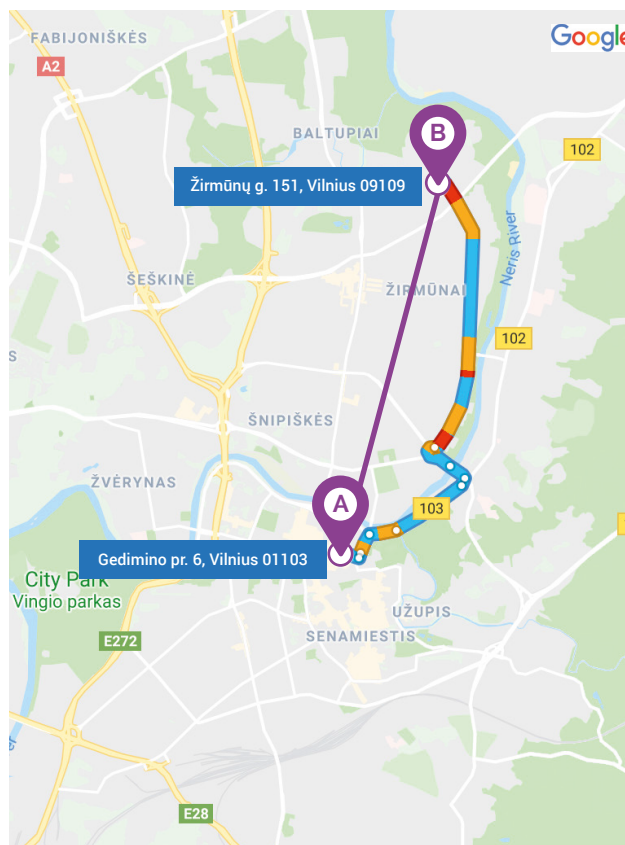 FABIJONIŠKĖS
Google
A2
BALTUPIAI
B
102
Žirmūnų g. 151, Vilnius 09109
Neris River
ŠEŠKINĖ
ŽIRMŪNAI
S
102
ŠNIPIŠKĖS
ŽVĖRYNAS
A
103
Gedimino pr. 6, Vilnius 01103
City Park
Vingio parkas
UŽUPIS
SENAMIESTIS
E272
E28